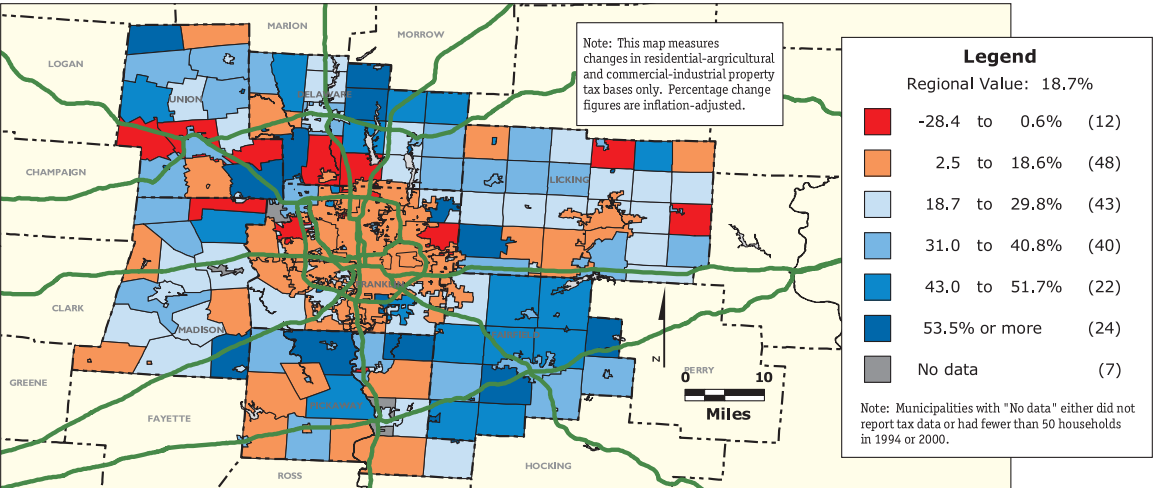 MARION
MORROW
LOGAN
Note: This map measures
changes in residential-argricultural
and commercial-industrial property
tax bases only. Percentage change
figures are inflation-adjusted.
DELAWARE
UNION
CHAMPAIGN
LICKING
FRANKLIN
CLARK
MADISON
PERRY
GREENE
FAYETTE
PICKAWAY
ROSS
HOCKING
N
0 10
Miles
Legend
Regional Value: 18.7%
-28.4 to 0.6% (12)
2.5 to 18.6% (48)
18.7 to 29.8% (43)
31.0 to 40.8% (40)
43.0 to 51.7% (22)
53.5% or more (24)
No data (7)
Note: Municipalities with "No data" either did not
report tax data or had fewer than 50 households
in 1994 or 2000.